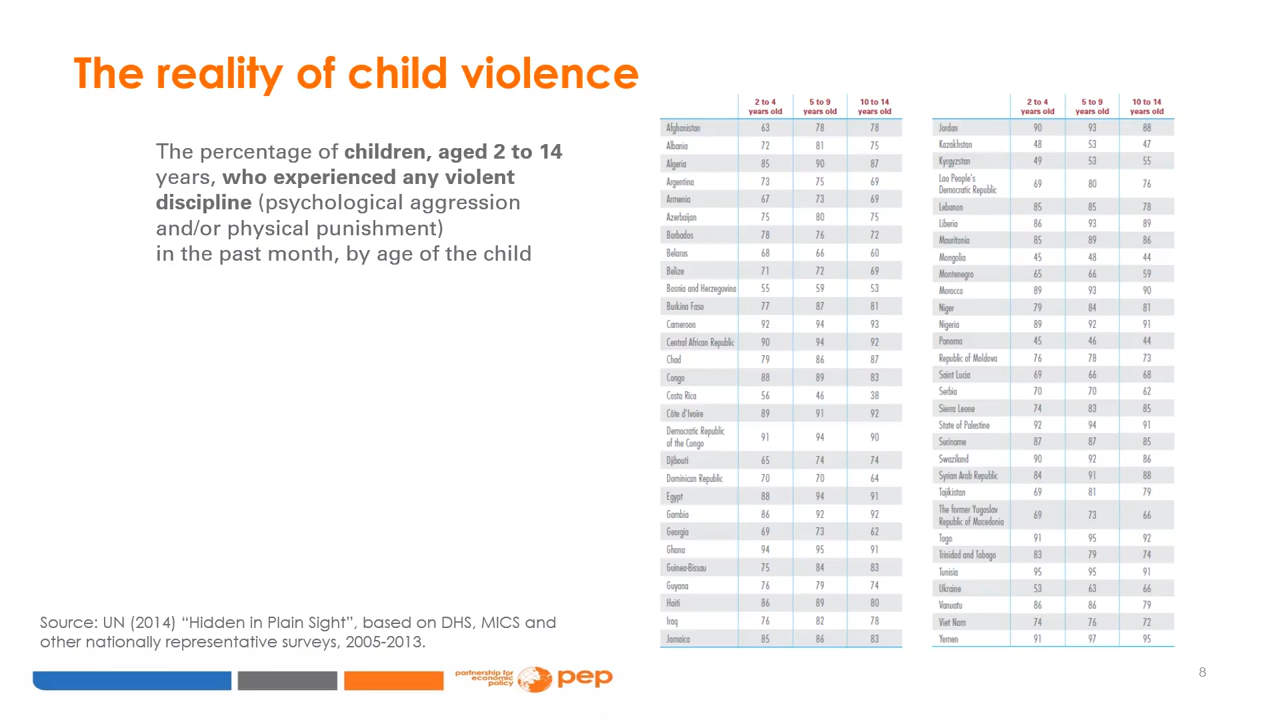 The reality of child violence
The percentage of children, aged 2 to 14
years, who experienced any violent
discipline (psychological aggression
and/or physical punishment)
in the past month, by age of the child
2 to 4 years old 5 to 9 years old 10 to 14 years old
Afghanistan 63 78 78
Albania 72 81 75
Algeria 85 90 87
Argentina 73 75 69
Armenia 67 73 69
Azerbaijan 75 80 75
Barbados 78 76 72
Belarus 68 66 60
Belize 71 72 69
Bosnia and Herzegovina 55 59 53
Burkina Faso 77 87 81
Cameroon 92 94 93
Central African Republic 90 94 92
Chad 79 86 87
Congo 88 89 83
Costa Rica 56 46 38
Côte d'Ivoire 89 91 92
Democratic Republic of the Congo 91 94 90
Djibouti 65 74 74
Dominican Republic 70 70 64
Egypt 88 94 91
Gambia 86 92 92
Georgia 69 73 62
Ghana 94 95 91
Guinea-Bissau 75 84 83
Guyana 76 79 74
Haiti 86 89 80
Iraq 76 82 78
Jamaica 85 86 83
2 to 4 years old 5 to 9 years old 10 to 14 years old
Jordan 90 93 88
Kazakhstan 48 53 47
Kyrgyzstan 49 53 55
Lao People's Democratic Republic 69 80 76
Lebanon 85 85 78
Liberia 86 93 89
Mauritania 85 89 86
Mongolia 45 48 44
Montenegro 65 66 59
Morocco 89 93 90
Niger 79 84 81
Nigeria 89 92 91
Panama 45 46 44
Republic of Moldova 76 78 73
Saint Lucia 69 66 68
Serbia 70 70 62
Sierra Leone 74 83 85
State of Palestine 92 94 91
Suriname 87 87 85
Swaziland 90 92 86
Syrian Arab Republic 84 91 88
Tajikistan 69 81 79
The former Yugoslav Republic of Macedonia 69 73 66
Togo 91 95 92
Trinidad and Tobago 83 79 74
Tunisia 95 95 91
Ukraine 53 63 66
Vanuatu 86 86 79
Viet Nam 74 76 72
Yemen 91 97 95
Source: UN (2014) “Hidden in Plain Sight”, based on DHS, MICS and
other nationally representative surveys, 2005-2013.
partnership for
economic
policy
pep
8